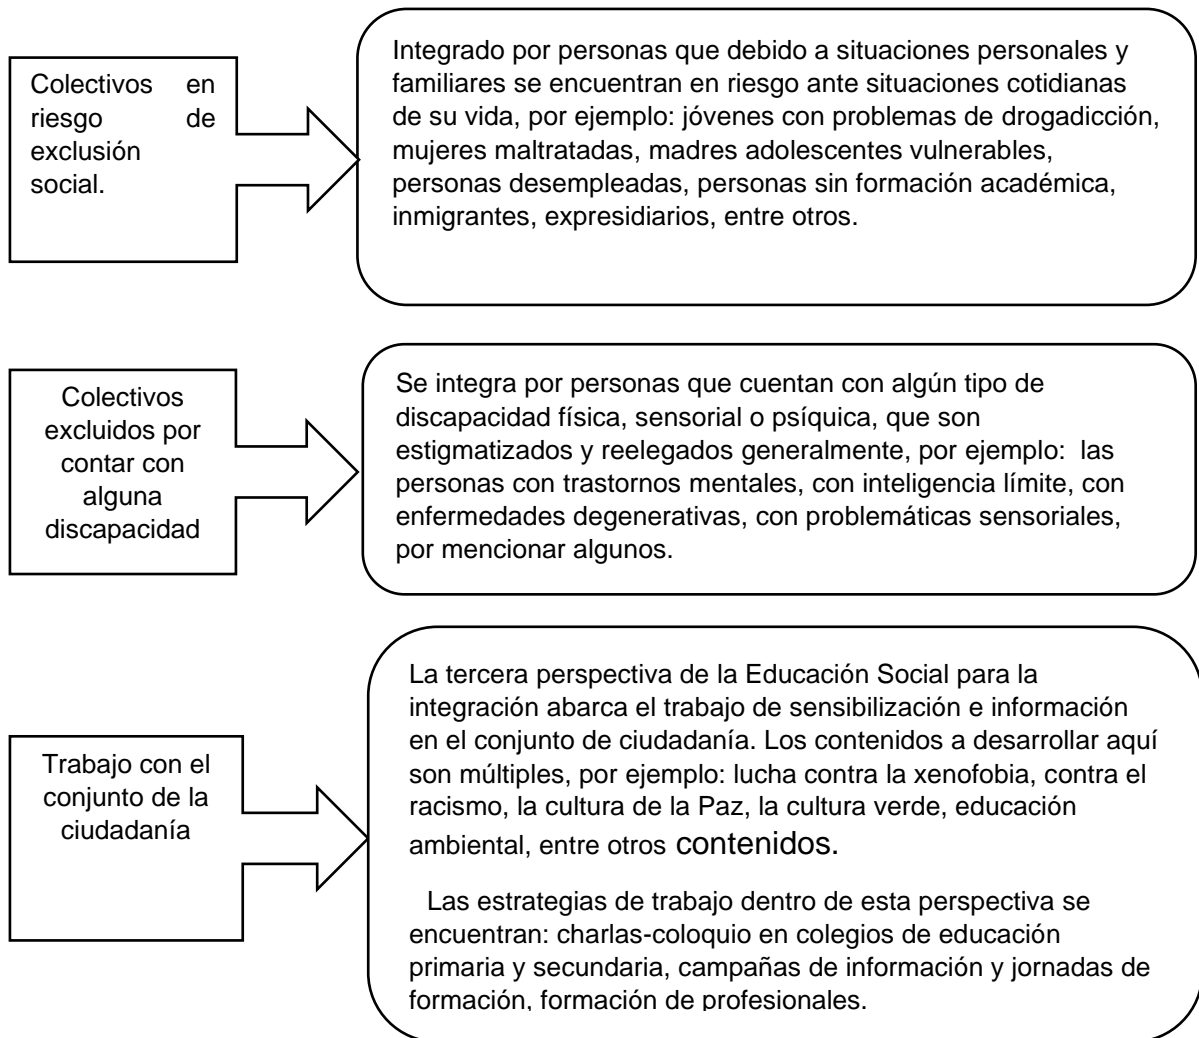 Colectivos en
riesgo de
exclusión
social.
Integrado por personas que debido a situaciones personales y
familiares se encuentran en riesgo ante situaciones cotidianas
de su vida, por ejemplo: jóvenes con problemas de drogadicción,
mujeres maltratadas, madres adolescentes vulnerables,
personas desempleadas, personas sin formación académica,
inmigrantes, expresidiarios, entre otros.
Colectivos
excluidos por
contar con
alguna
discapacidad
Se integra por personas que cuentan con algún tipo de
discapacidad física, sensorial o psíquica, que son
estigmatizados y reelegados generalmente, por ejemplo: las
personas con trastornos mentales, con inteligencia límite, con
enfermedades degenerativas, con problemáticas sensoriales,
por mencionar algunos.
Trabajo con el
conjunto de la
ciudadanía
La tercera perspectiva de la Educación Social para la
integración abarca el trabajo de sensibilización e información
en el conjunto de ciudadanía. Los contenidos a desarrollar aquí
son múltiples, por ejemplo: lucha contra la xenofobia, contra el
racismo, la cultura de la Paz, la cultura verde, educación
ambiental, entre otros contenidos.
Las estrategias de trabajo dentro de esta perspectiva se
encuentran: charlas-coloquio en colegios de educación
primaria y secundaria, campañas de información y jornadas de
formación, formación de profesionales.